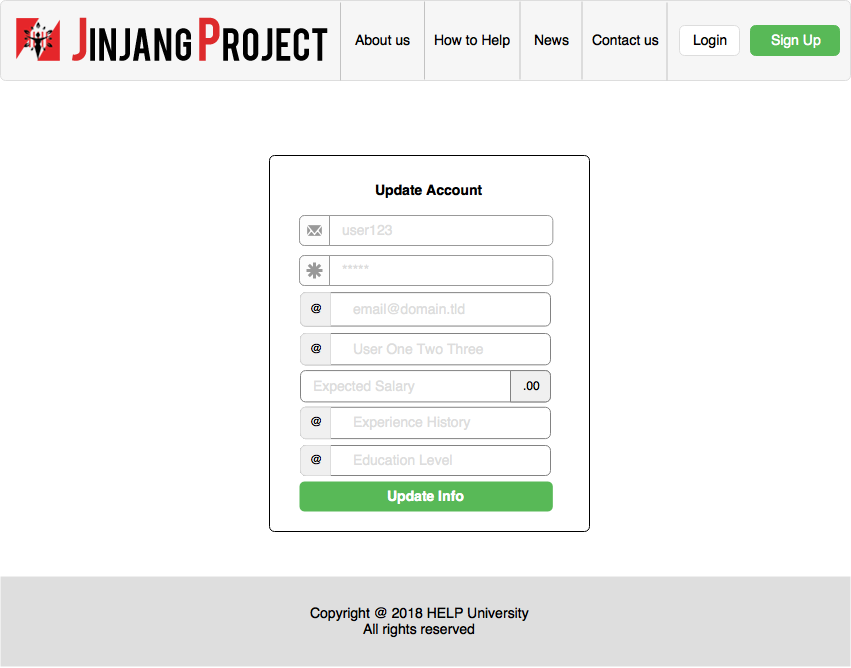 JINJANG PROJECT
About us
How to Help
News
Contact us
Login
Sign Up
Update Account
user123
*****
@ email@domain.tld
@ User One Two Three
Expected Salary .00
@ Experience History
@ Education Level
Update Info
Copyright @ 2018 HELP University
All rights reserved